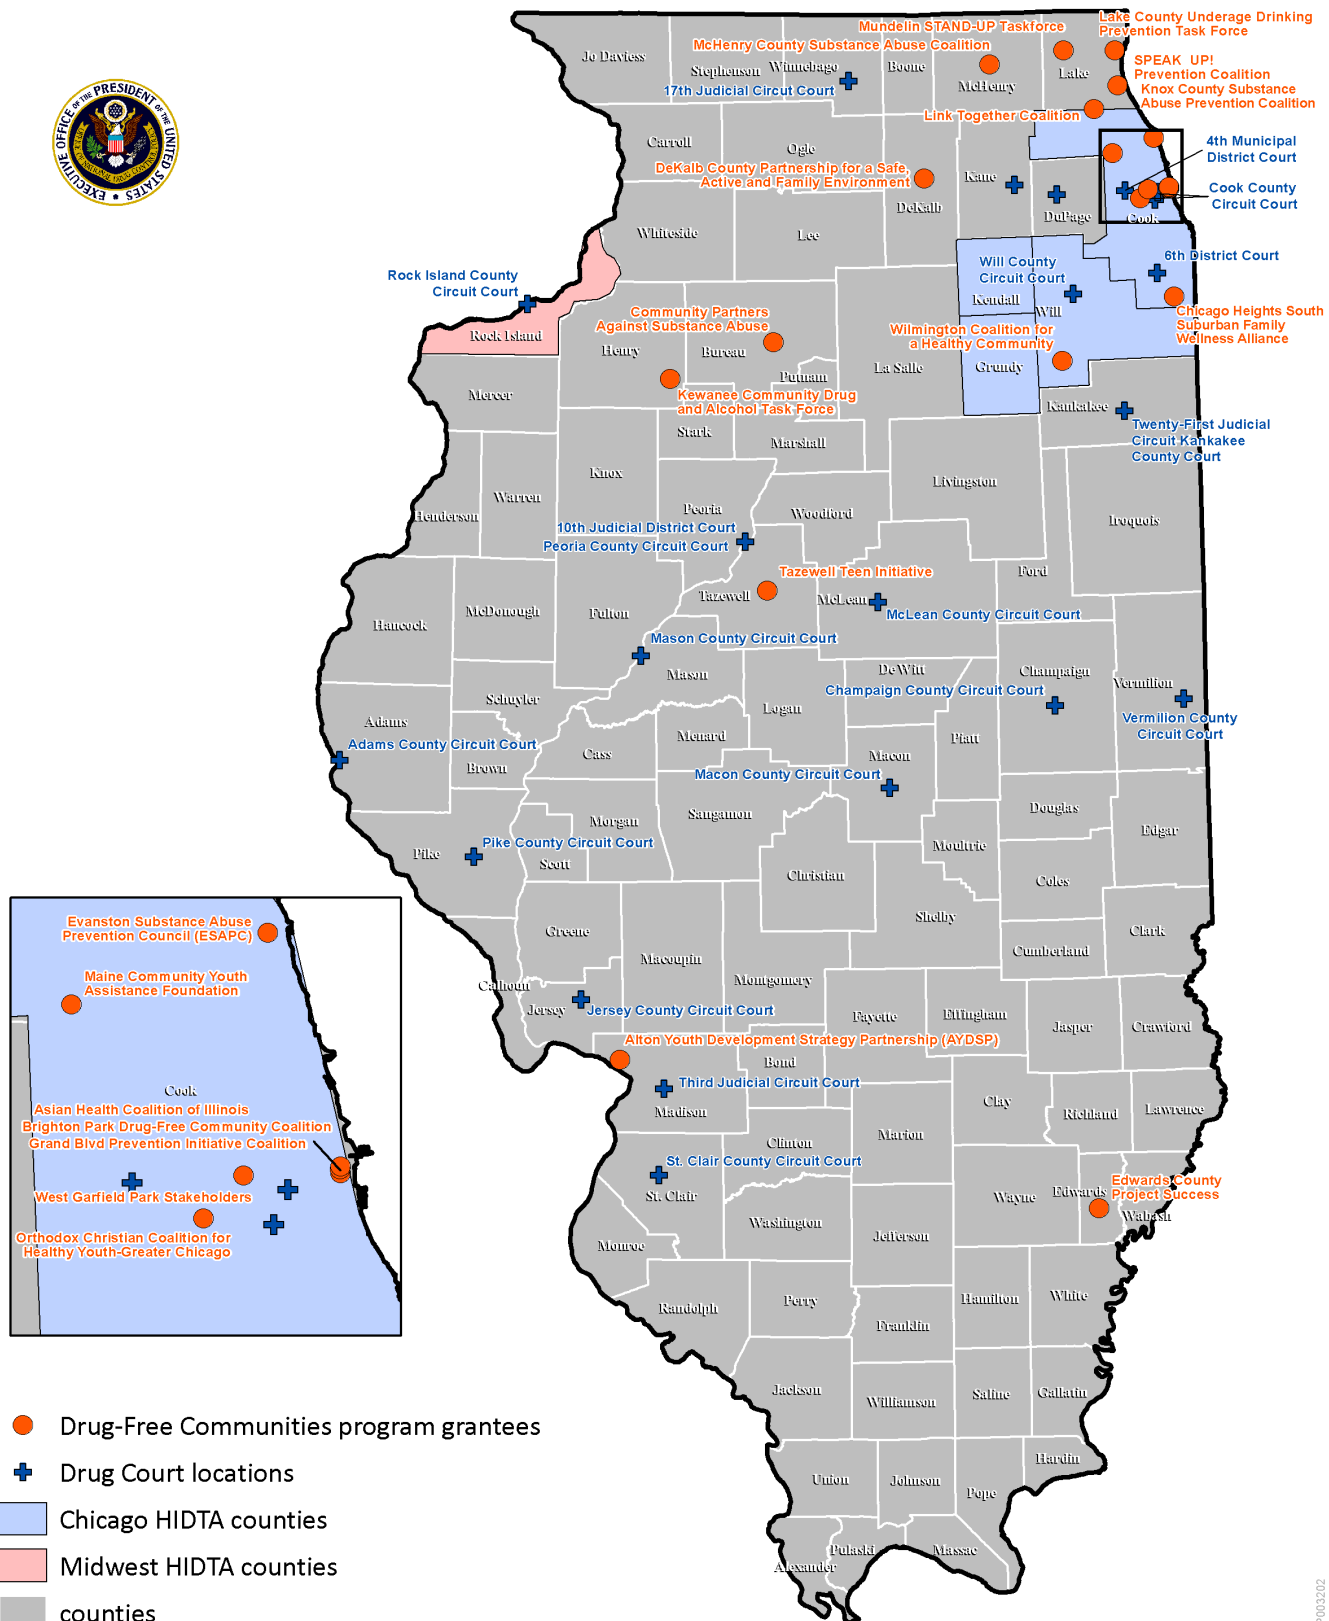 EXECUTIVE OFFICE OF THE PRESIDENT OF THE UNITED STATES
Mundelin STAND-UP Taskforce
Lake County Underage Drinking
Prevention Task Force
McHenry County Substance Abuse Coalition
SPEAK UP!
Prevention Coalition
Knox County Substance
Abuse Prevention Coalition
Jo Daviess
Stephenson
Winnebago
Boone
McHenry
Lake
17th Judicial Circut Court
Link Together Coalition
Carroll
Ogle
4th Municipal
District Court
DeKalb County Partnership for a Safe,
Active and Family Environment
Kane
DeKalb
DuPage
Cook
Cook County
Circuit Court
Whiteside
Lee
6th District Court
Rock Island County
Circuit Court
Will County
Circuit Court
Kendall
Will
Chicago Heights South
Suburban Family
Wellness Alliance
Community Partners
Against Substance Abuse
Rock Island
Henry
Bureau
Wilmington Coalition for
a Healthy Community
La Salle
Grundy
Putnam
Mercer
Kewanee Community Drug
and Alcohol Task Force
Kankakee
Twenty-First Judicial
Circuit Kankakee
County Court
Stark
Marshall
Knox
Livingston
Warren
Henderson
Peoria
Woodford
Iroquois
10th Judicial District Court
Peoria County Circuit Court
Tazewell Teen Initiative
Ford
Tazewell
McLean
McLean County Circuit Court
Hancock
McDonough
Fulton
Mason County Circuit Court
Mason
DeWitt
Champaign
Vermilion
Champaign County Circuit Court
Schuyler
Logan
Vermilion County
Circuit Court
Adams
Adams County Circuit Court
Menard
Piatt
Cass
Brown
Macon
Macon County Circuit Court
Douglas
Sangamon
Morgan
Edgar
Pike
Pike County Circuit Court
Scott
Moultrie
Christian
Coles
Shelby
Greene
Clark
Cumberland
Macoupin
Montgomery
Calhoun
Jersey
Jersey County Circuit Court
Fayette
Effingham
Jasper
Crawford
Alton Youth Development Strategy Partnership (AYDSP)
Bond
Third Judicial Circuit Court
Madison
Clay
Richland
Lawrence
Marion
Clinton
St. Clair County Circuit Court
St. Clair
Edwards County
Project Success
Wayne
Edwards
Wabash
Washington
Jefferson
Monroe
Randolph
Perry
Hamilton
White
Franklin
Jackson
Williamson
Saline
Gallatin
Hardin
Union
Johnson
Pope
Pulaski
Massac
Alexander
Evanston Substance Abuse
Prevention Council (ESAPC)
Maine Community Youth
Assistance Foundation
Cook
Asian Health Coalition of Illinois
Brighton Park Drug-Free Community Coalition
Grand Blvd Prevention Initiative Coalition
West Garfield Park Stakeholders
Orthodox Christian Coalition for
Healthy Youth-Greater Chicago
Drug-Free Communities program grantees
Drug Court locations
Chicago HIDTA counties
Midwest HIDTA counties
counties
P003202